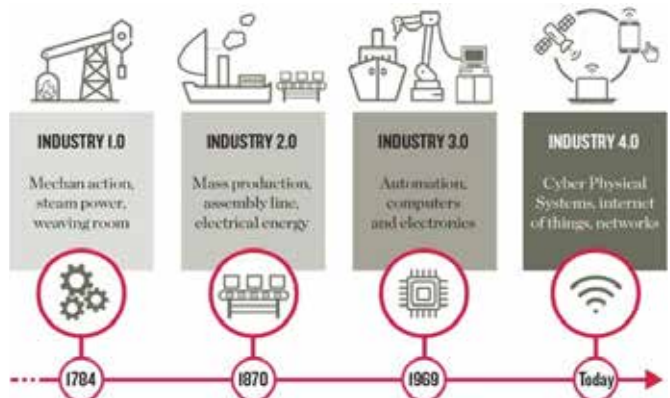 INDUSTRY 1.0
Mechan action,
steam power,
weaving room
INDUSTRY 2.0
Mass production,
assembly line,
electrical energy
INDUSTRY 3.0
Automation,
computers
and electronics
INDUSTRY 4.0
Cyber Physical
Systems, internet
of things, networks
1784
1870
1969
Today